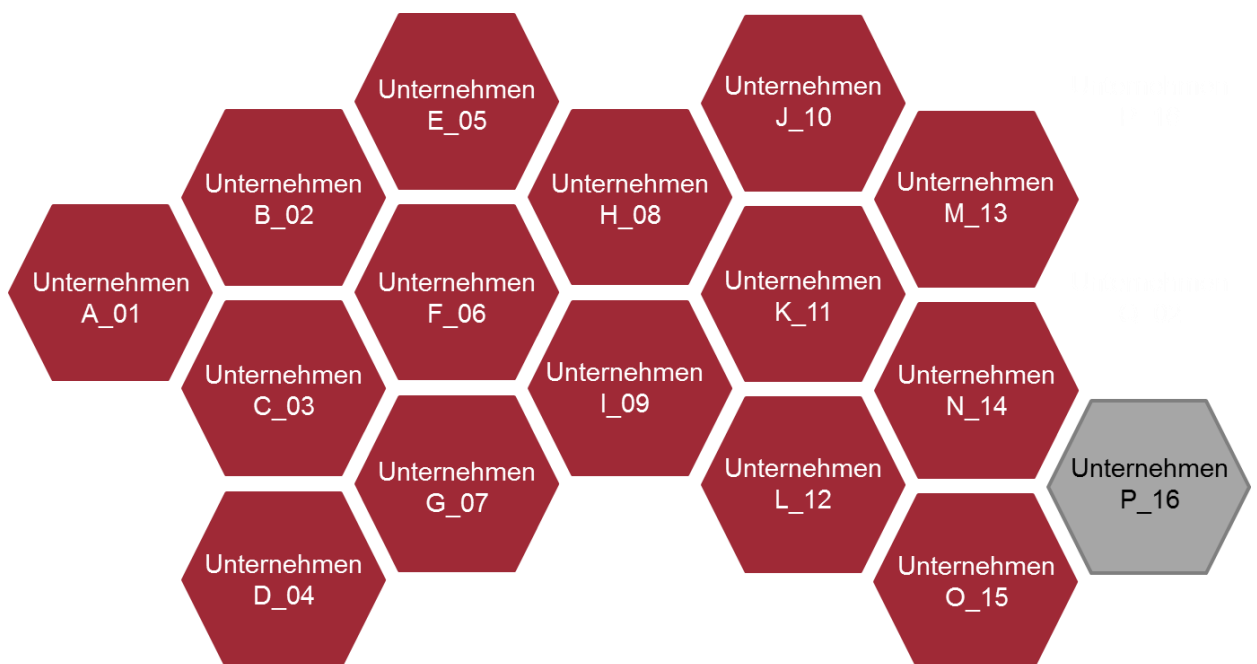 Unternehmen
A_01
Unternehmen
B_02
Unternehmen
C_03
Unternehmen
D_04
Unternehmen
E_05
Unternehmen
F_06
Unternehmen
G_07
Unternehmen
H_08
Unternehmen
I_09
Unternehmen
J_10
Unternehmen
K_11
Unternehmen
L_12
Unternehmen
M_13
Unternehmen
N_14
Unternehmen
O_15
Unternehmen
P_16